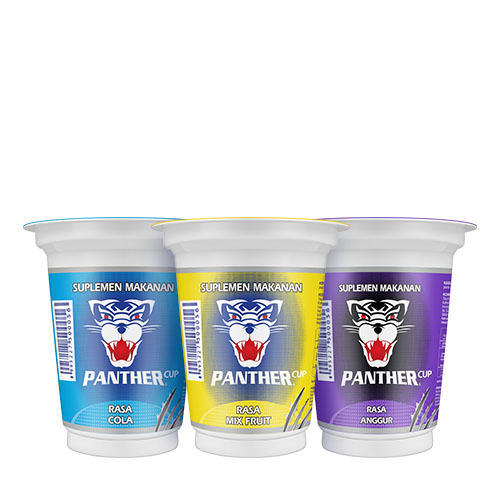 SUPLEMEN MAKANAN
PANTHER CUP
RASA
COLA
SUPLEMEN MAKANAN
PANTHER CUP
RASA
MIX FRUIT
SUPLEMEN MAKANAN
PANTHER CUP
RASA
ANGGUR